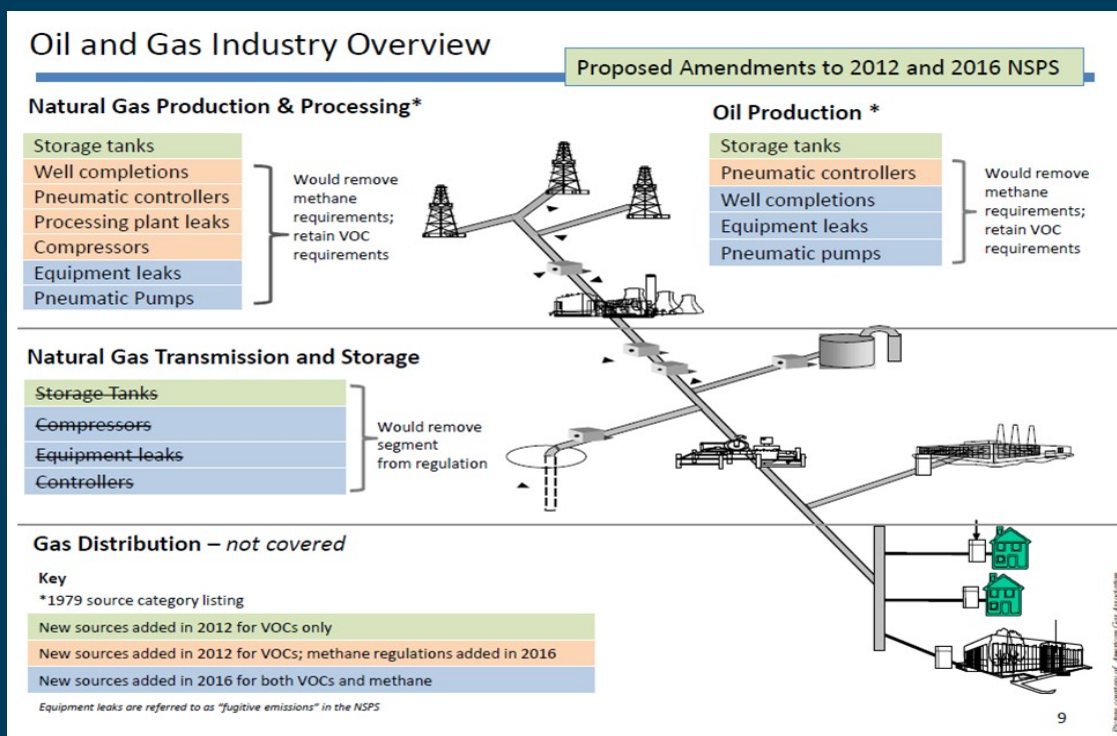 Oil and Gas Industry Overview
Proposed Amendments to 2012 and 2016 NSPS
Natural Gas Production & Processing*
Storage tanks
Well completions
Pneumatic controllers
Processing plant leaks
Compressors
Equipment leaks
Pneumatic Pumps
Would remove
methane
requirements;
retain VOC
requirements
Oil Production *
Storage tanks
Pneumatic controllers
Well completions
Equipment leaks
Pneumatic pumps
Would remove
methane
requirements;
retain VOC
requirements
Natural Gas Transmission and Storage
Storage Tanks
Compressors
Equipment leaks
Controllers
Would remove
segment
from regulation
Gas Distribution – not covered
Key
*1979 source category listing
New sources added in 2012 for VOCs only
New sources added in 2012 for VOCs; methane regulations added in 2016
New sources added in 2016 for both VOCs and methane
Equipment leaks are referred to as "fugitive emissions" in the NSPS
9
courtesy of American Gas Association